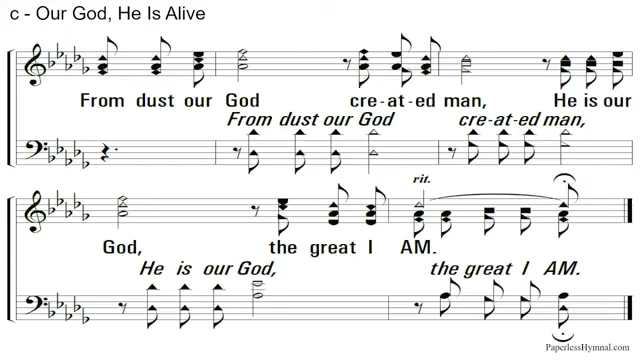 c - Our God, He Is Alive
From dust our God cre-at-ed man, He is our
From dust our God cre-at-ed man,
rit.
God, the great I AM.
He is our God, the great I AM.
PaperlessHymnal.com